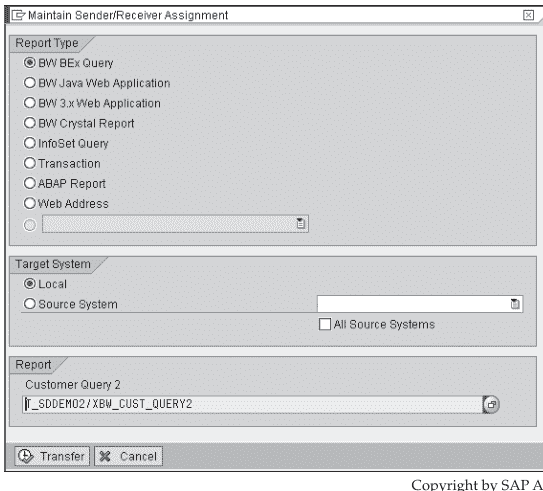 Maintain Sender/Receiver Assignment
Report Type
BW BEx Query
BW Java Web Application
BW 3.x Web Application
BW Crystal Report
InfoSet Query
Transaction
ABAP Report
Web Address
Target System
Local
Source System
All Source Systems
Report
Customer Query 2
T_SDDEMO2/XBW_CUST_QUERY2
Transfer Cancel
Copyright by SAP A